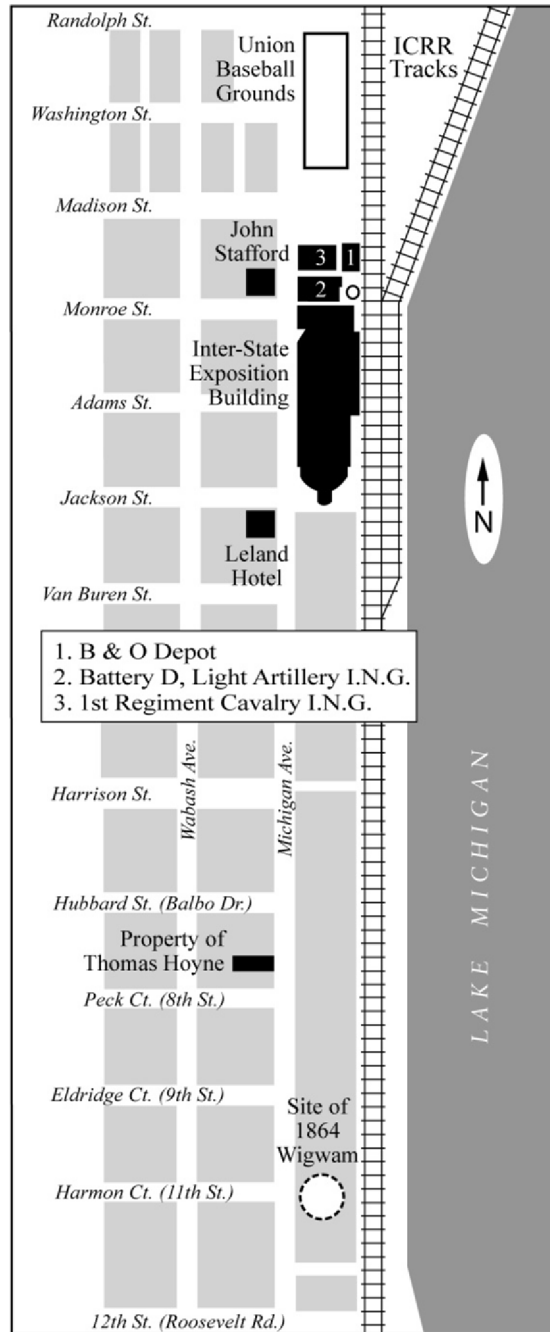 Randolph St.
Union
Baseball
Grounds
ICRR
Tracks
Washington St.
Madison St.
John
Stafford
3
1
2
Monroe St.
Inter-State
Exposition
Building
Adams St.
Jackson St.
N
Leland
Hotel
Van Buren St.
1. B & O Depot
2. Battery D, Light Artillery I.N.G.
3. 1st Regiment Cavalry I.N.G.
Wabash Ave.
Michigan Ave.
Harrison St.
LAKE MICHIGAN
Hubbard St. (Balbo Dr.)
Property of
Thomas Hoyne
Peck Ct. (8th St.)
Eldridge Ct. (9th St.)
Site of
1864
Wigwam
Harmon Ct. (11th St.)
12th St. (Roosevelt Rd.)